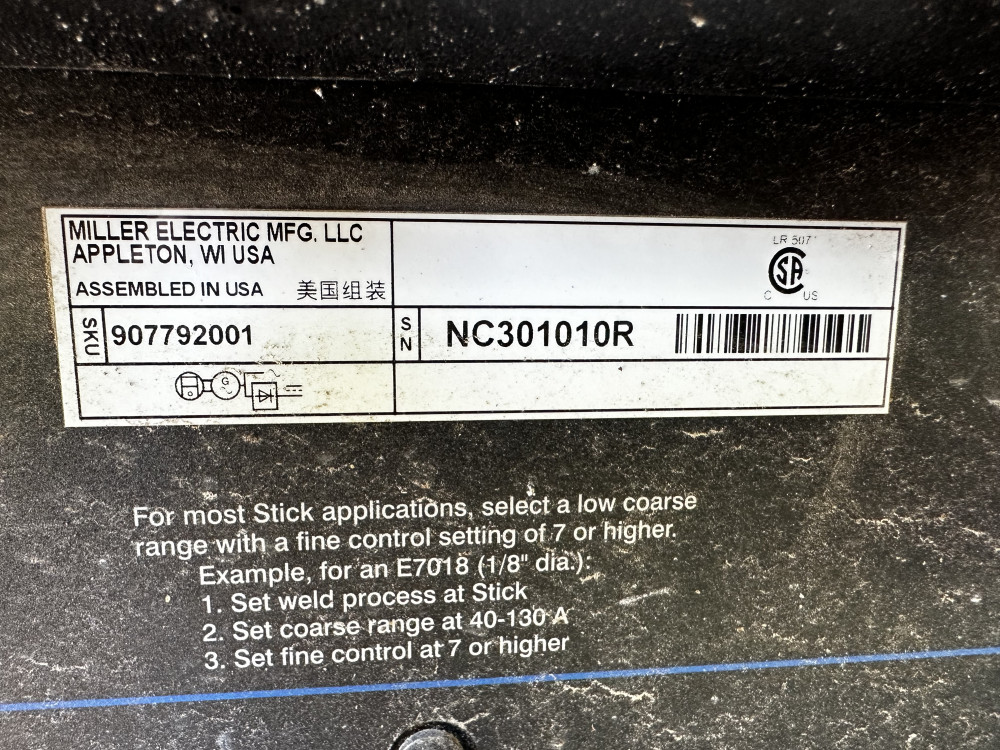 MILLER ELECTRIC MFG. LLC
APPLETON, WI USA
ASSEMBLED IN USA 美国组装
LR 507
SA
C US
SKU 907792001
SN NC301010R
G
For most Stick applications, select a low coarse
range with a fine control setting of 7 or higher.
Example, for an E7018 (1/8" dia.):
1. Set weld process at Stick
2. Set coarse range at 40-130 A
3. Set fine control at 7 or higher